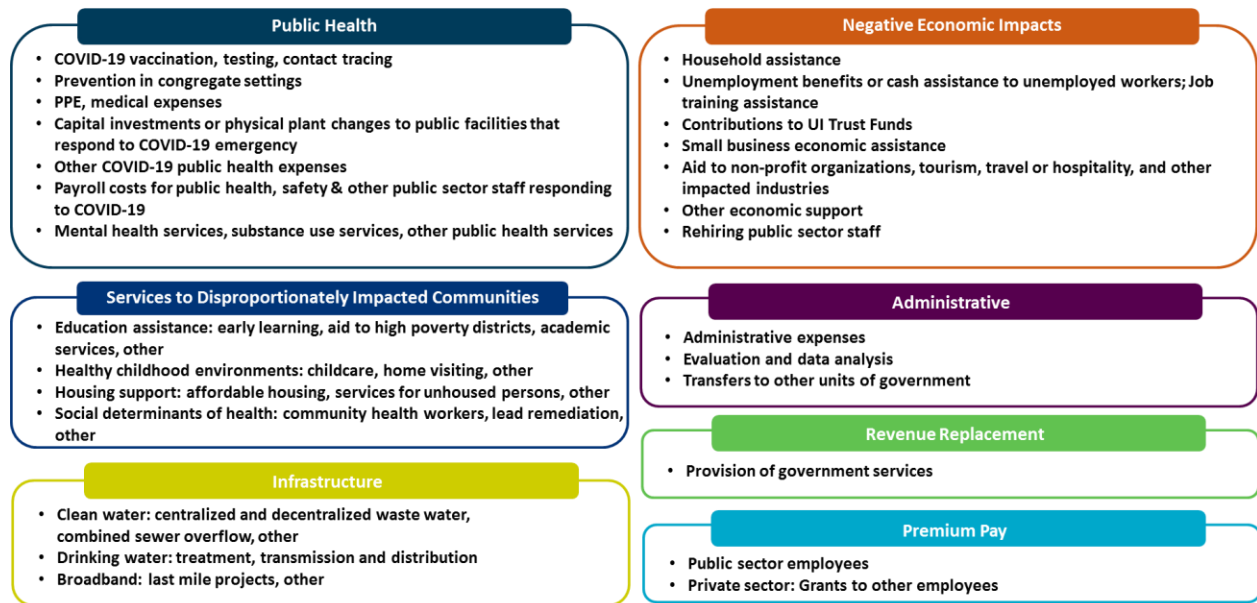 Public Health
• COVID-19 vaccination, testing, contact tracing
• Prevention in congregate settings
• PPE, medical expenses
• Capital investments or physical plant changes to public facilities that
respond to COVID-19 emergency
• Other COVID-19 public health expenses
• Payroll costs for public health, safety & other public sector staff responding
to COVID-19
• Mental health services, substance use services, other public health services
Negative Economic Impacts
• Household assistance
• Unemployment benefits or cash assistance to unemployed workers; Job
training assistance
• Contributions to UI Trust Funds
• Small business economic assistance
• Aid to non-profit organizations, tourism, travel or hospitality, and other
impacted industries
• Other economic support
• Rehiring public sector staff
Services to Disproportionately Impacted Communities
• Education assistance: early learning, aid to high poverty districts, academic
services, other
• Healthy childhood environments: childcare, home visiting, other
• Housing support: affordable housing, services for unhoused persons, other
• Social determinants of health: community health workers, lead remediation,
other
Administrative
• Administrative expenses
• Evaluation and data analysis
• Transfers to other units of government
Revenue Replacement
• Provision of government services
Infrastructure
• Clean water: centralized and decentralized waste water,
combined sewer overflow, other
• Drinking water: treatment, transmission and distribution
• Broadband: last mile projects, other
Premium Pay
• Public sector employees
• Private sector: Grants to other employees